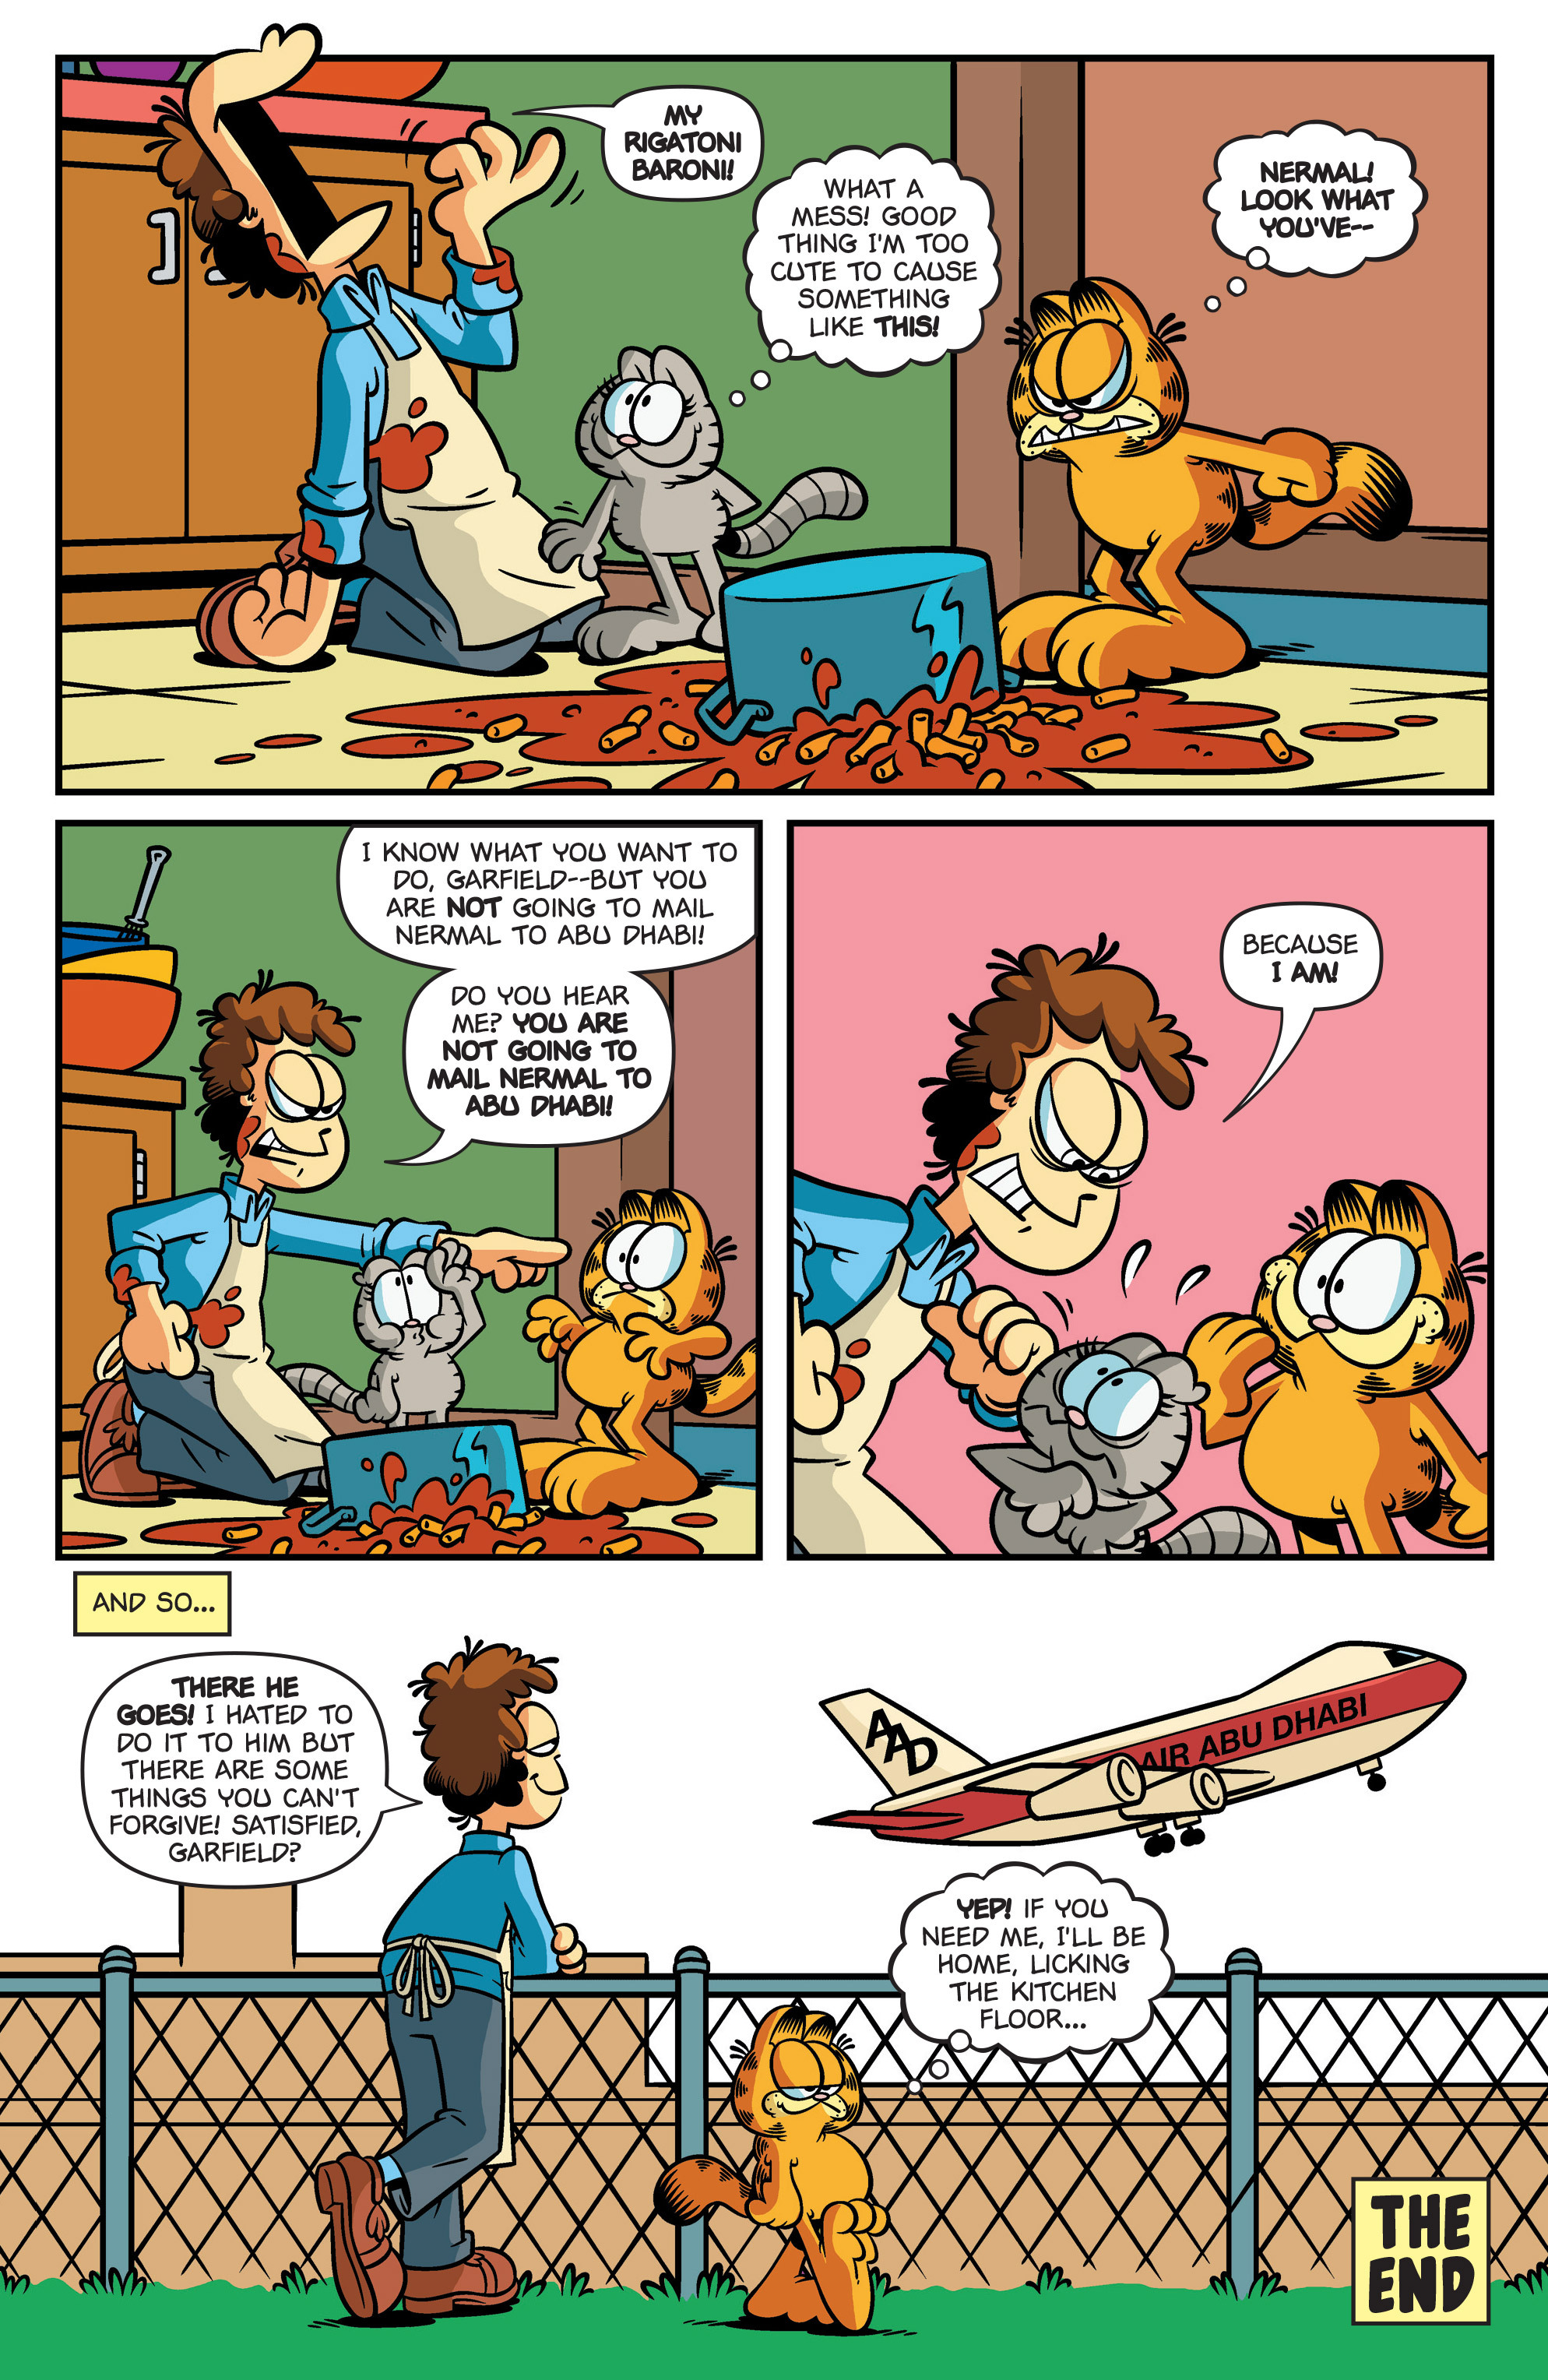 MY
RIGATONI
BARONI!
WHAT A
MESS! GOOD
THING I'M TOO
CUTE TO CAUSE
SOMETHING
LIKE THIS!
NERMAL!
LOOK WHAT
YOU'VE--
I KNOW WHAT YOU WANT TO
DO, GARFIELD--BUT YOU
ARE NOT GOING TO MAIL
NERMAL TO ABU DHABI!
DO YOU HEAR
ME? YOU ARE
NOT GOING TO
MAIL NERMAL TO
ABU DHABI!!
BECAUSE
I AM!
AND SO...
THERE HE
GOES! I HATED TO
DO IT TO HIM BUT
THERE ARE SOME
THINGS YOU CAN'T
FORGIVE! SATISFIED,
GARFIELD?
AAD
AIR ABU DHABI
YEP! IF YOU
NEED ME, I'LL BE
HOME, LICKING
THE KITCHEN
FLOOR...
THE
END